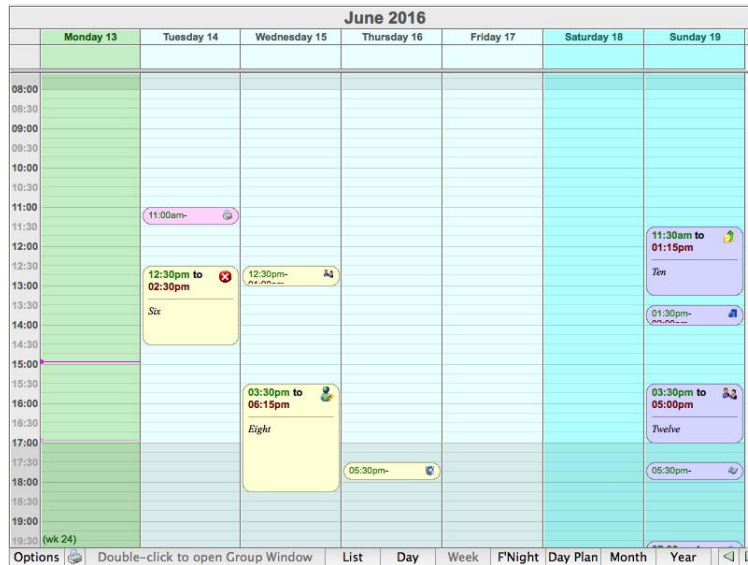 June 2016
Monday 13 Tuesday 14 Wednesday 15 Thursday 16 Friday 17 Saturday 18 Sunday 19
08:00
08:30
09:00
09:30
10:00
10:30
11:00
11:00am-
11:30
11:30am to
01:15pm
Ten
12:00
12:30
12:30pm to
02:30pm
Six
12:30pm-
13:00
13:30
01:30pm-
14:00
14:30
15:00
15:30
03:30pm to
06:15pm
Eight
03:30pm to
05:00pm
Twelve
16:00
16:30
17:00
17:30
05:30pm-
05:30pm-
18:00
18:30
19:00
19:30 (wk 24)
Options Double-click to open Group Window List Day Week F'Night Day Plan Month Year